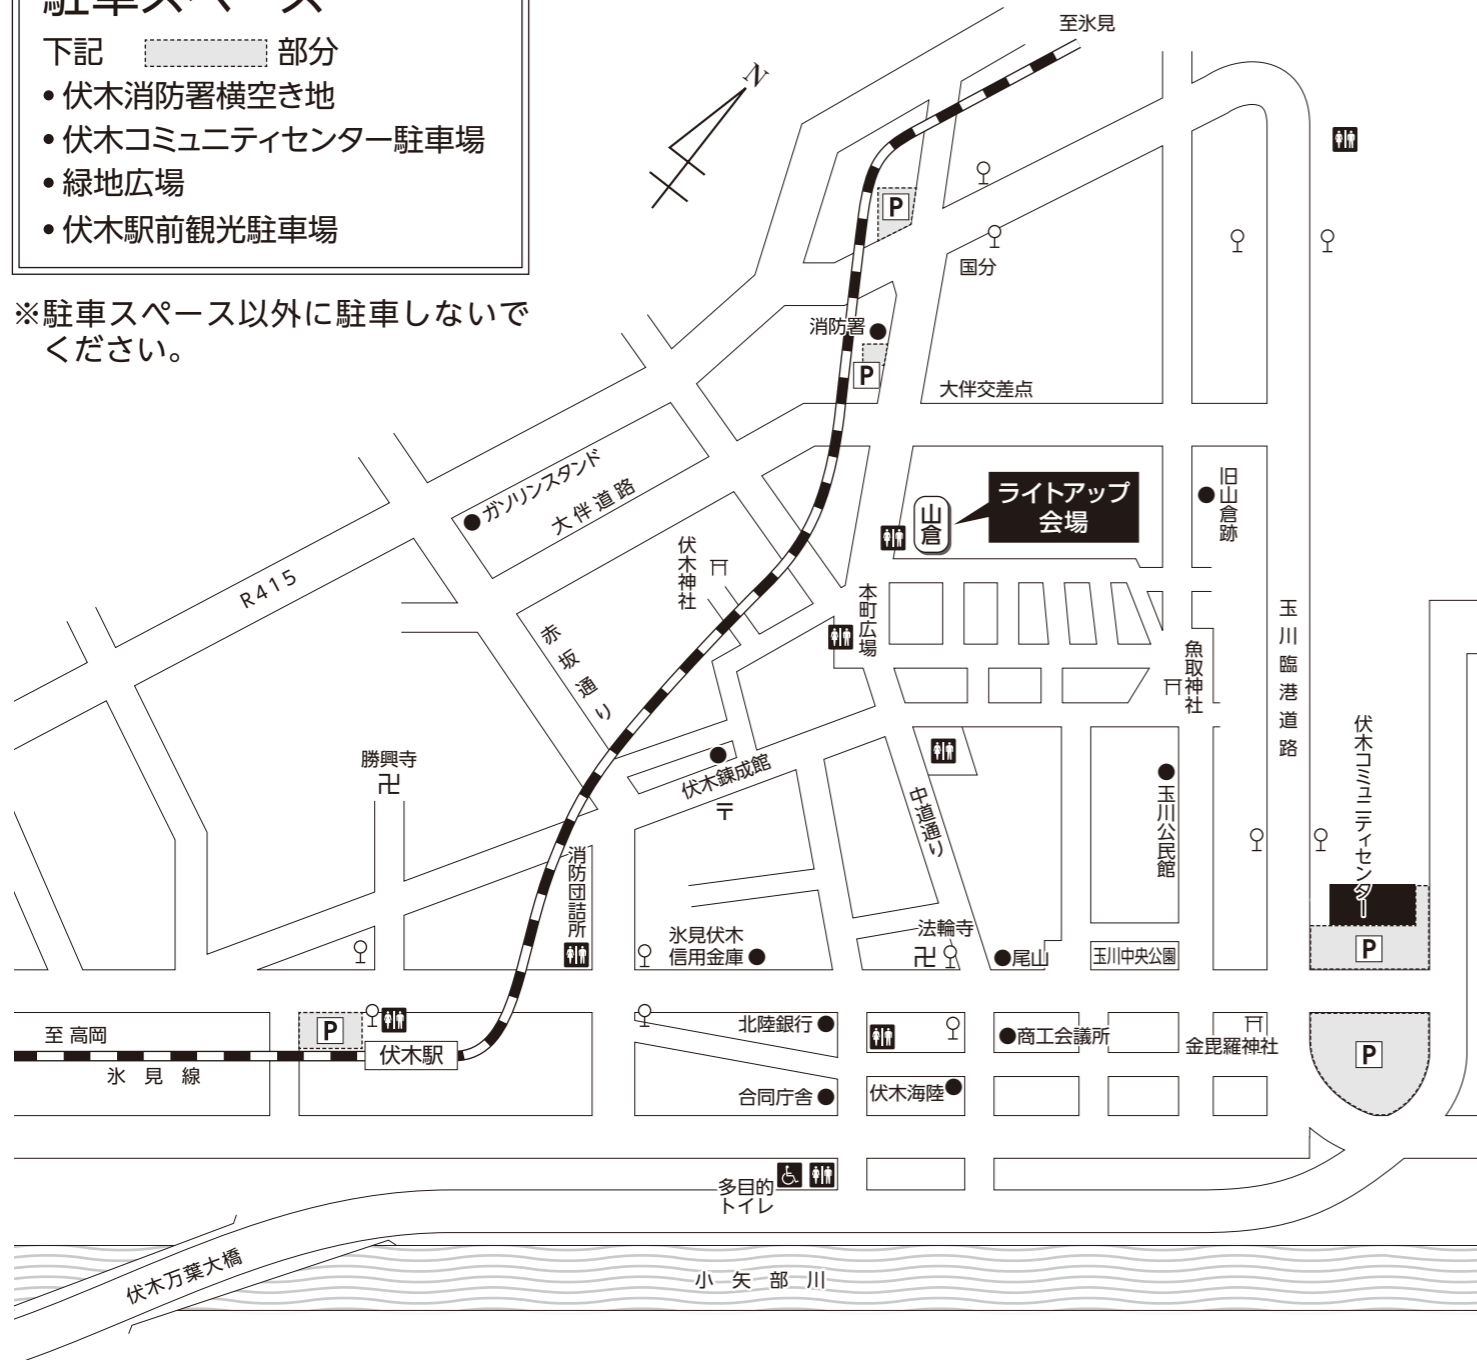 駐車スペース
下記 部分
• 伏木消防署横空き地
• 伏木コミュニティセンター駐車場
• 緑地広場
• 伏木駅前観光駐車場
※駐車スペース以外に駐車しないで
ください。
N
至氷見
P
国分
消防署
P
大伴交差点
ガソリンスタンド
大伴道路
R415
ライトアップ
会場
山倉
旧山倉跡
伏木神社
本町広場
赤坂通り
魚取神社
玉川臨港道路
伏木コミュニティセンター
勝興寺
伏木錬成館
〒
中道通り
玉川公民館
消防団詰所
氷見伏木
信用金庫
法輪寺
尾山
玉川中央公園
P
至 高岡
P
伏木駅
氷見線
北陸銀行
商工会議所
金毘羅神社
P
合同庁舎
伏木海陸
多目的
トイレ
伏木万葉大橋
小矢部川